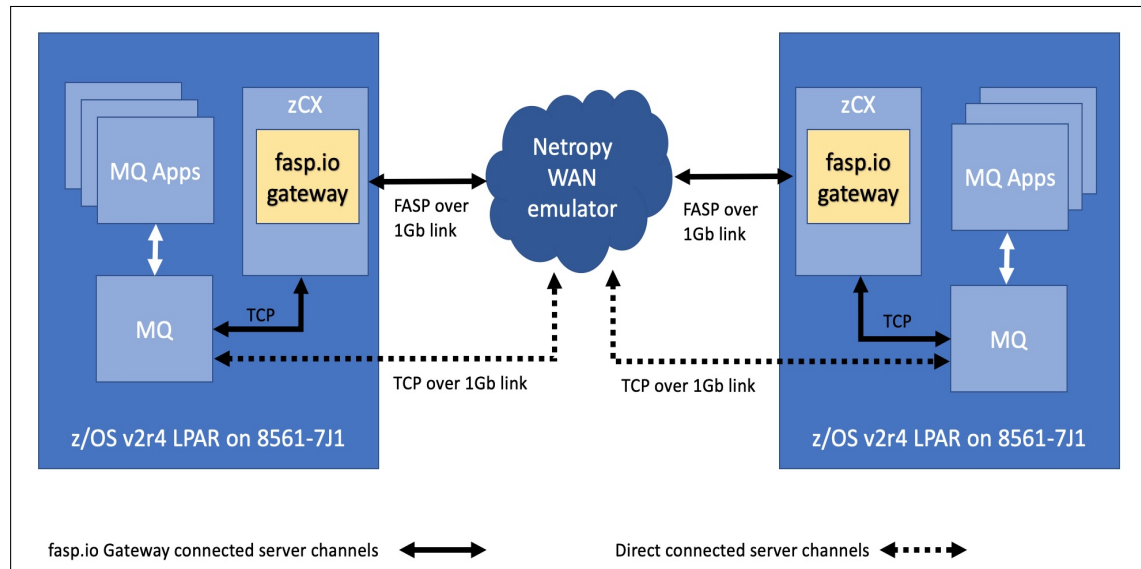 zCX
fasp.io
gateway
MQ Apps
MQ
TCP
z/OS v2r4 LPAR on 8561-7J1
FASP over
1Gb link
Netropy
WAN
emulator
FASP over
1Gb link
TCP over 1Gb link
TCP over 1Gb link
zCX
fasp.io
gateway
MQ Apps
TCP
MQ
z/OS v2r4 LPAR on 8561-7J1
fasp.io Gateway connected server channels
Direct connected server channels